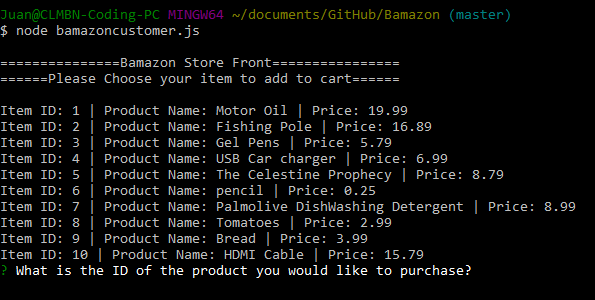 Juan@CLMBN-Coding-PC MINGW64 ~/documents/GitHub/Bamazon (master)
$ node bamazoncustomer.js
===============Bamazon Store Front================
======Please Choose your item to add to cart======
Item ID: 1 | Product Name: Motor Oil | Price: 19.99
Item ID: 2 | Product Name: Fishing Pole | Price: 16.89
Item ID: 3 | Product Name: Gel Pens | Price: 5.79
Item ID: 4 | Product Name: USB Car charger | Price: 6.99
Item ID: 5 | Product Name: The Celestine Prophecy | Price: 8.79
Item ID: 6 | Product Name: pencil | Price: 0.25
Item ID: 7 | Product Name: Palmolive DishWashing Detergent | Price: 8.99
Item ID: 8 | Product Name: Tomatoes | Price: 2.99
Item ID: 9 | Product Name: Bread | Price: 3.99
Item ID: 10 | Product Name: HDMI Cable | Price: 15.79
? What is the ID of the product you would like to purchase?